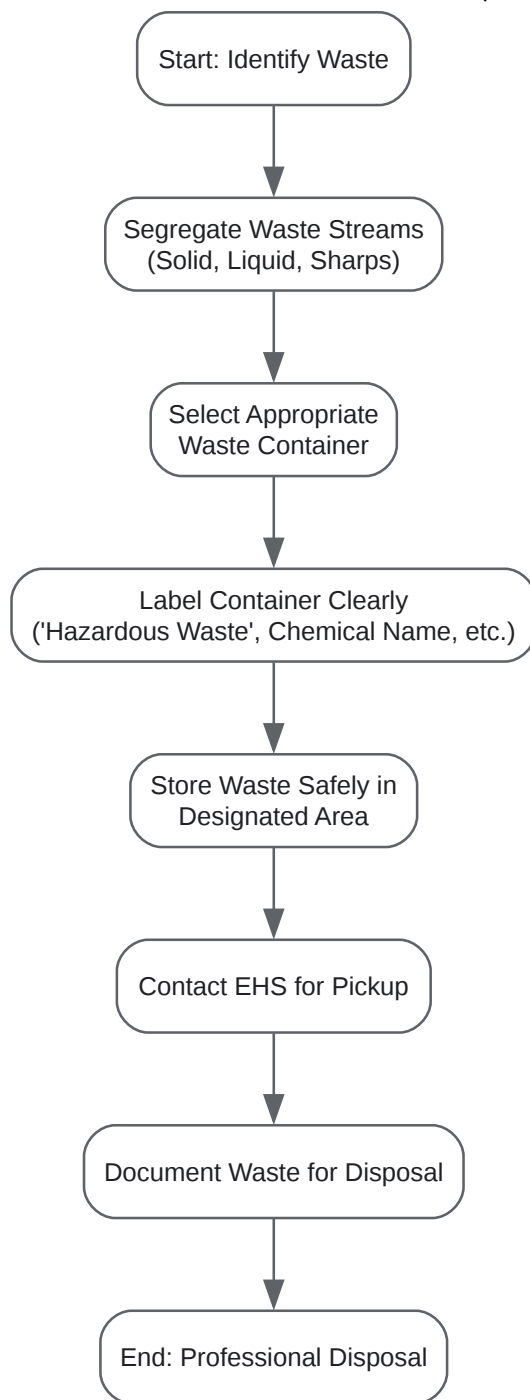 Start: Identify Waste
Segregate Waste Streams
(Solid, Liquid, Sharps)
Select Appropriate
Waste Container
Label Container Clearly
('Hazardous Waste', Chemical Name, etc.)
Store Waste Safely in
Designated Area
Contact EHS for Pickup
Document Waste for Disposal
End: Professional Disposal